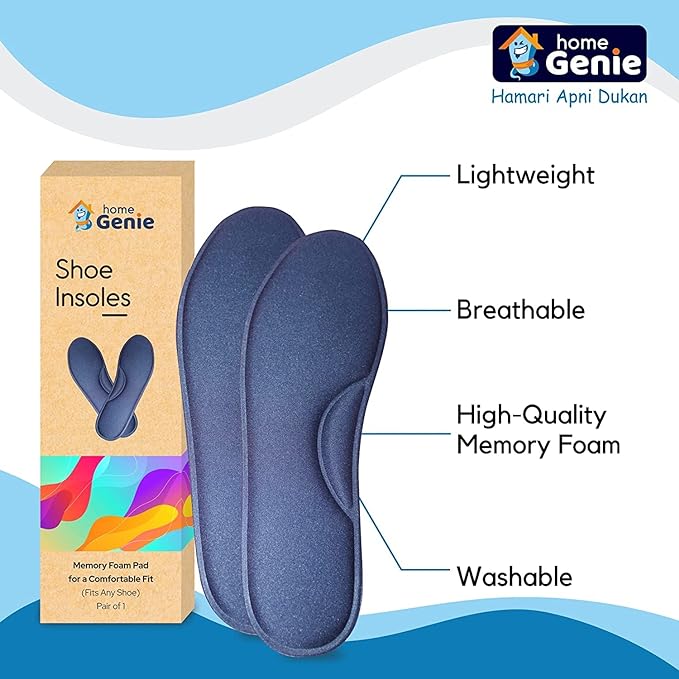 home
Genie
Hamari Apni Dukan
home
Genie
Shoe
Insoles
Memory Foam Pad
for a Comfortable Fit
(Fits Any Shoe)
Pair of 1
Lightweight
Breathable
High-Quality
Memory Foam
Washable